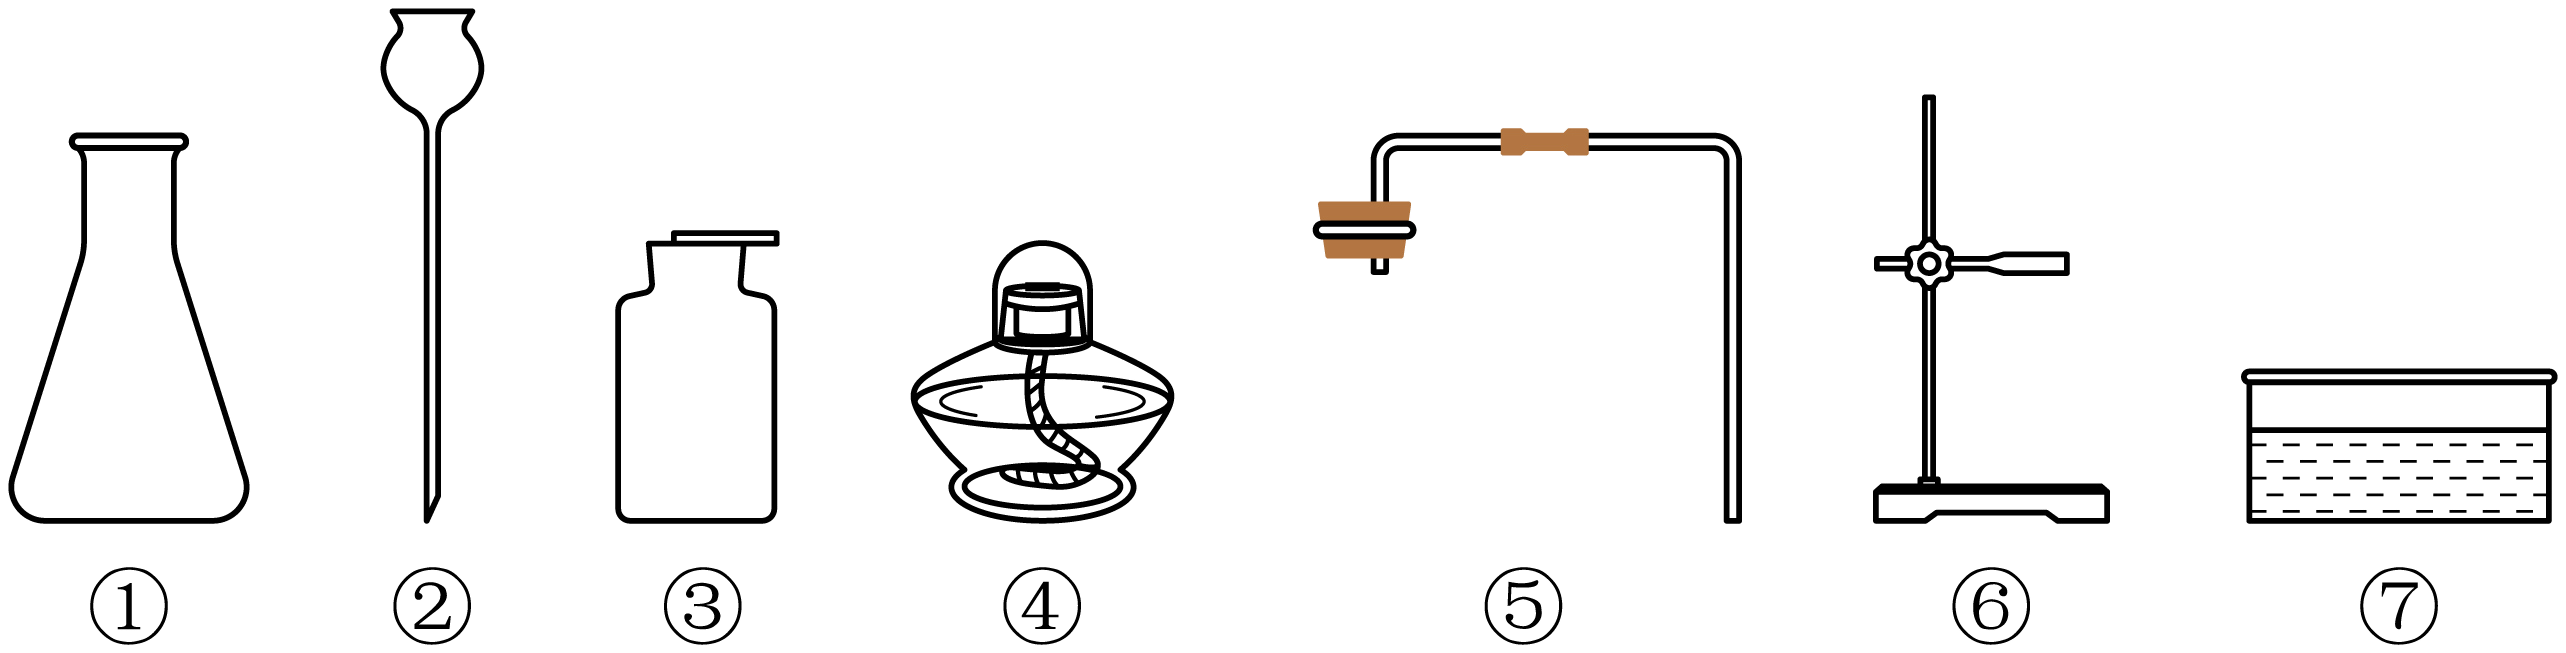 ① ② ③ ④ ⑤ ⑥ ⑦